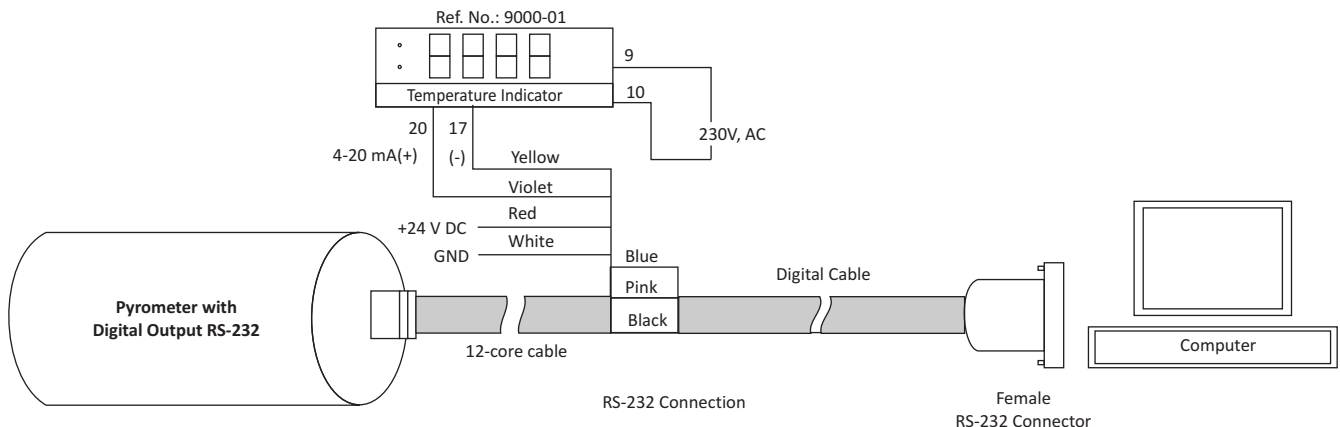 Ref. No.: 9000-01
9
Temperature Indicator
10
20
17
230V, AC
4-20 mA(+)
(-)
Yellow
Violet
Red
+24 V DC
White
GND
Blue
Pink
Digital Cable
Black
Pyrometer with
Digital Output RS-232
12-core cable
Computer
RS-232 Connection
Female
RS-232 Connector